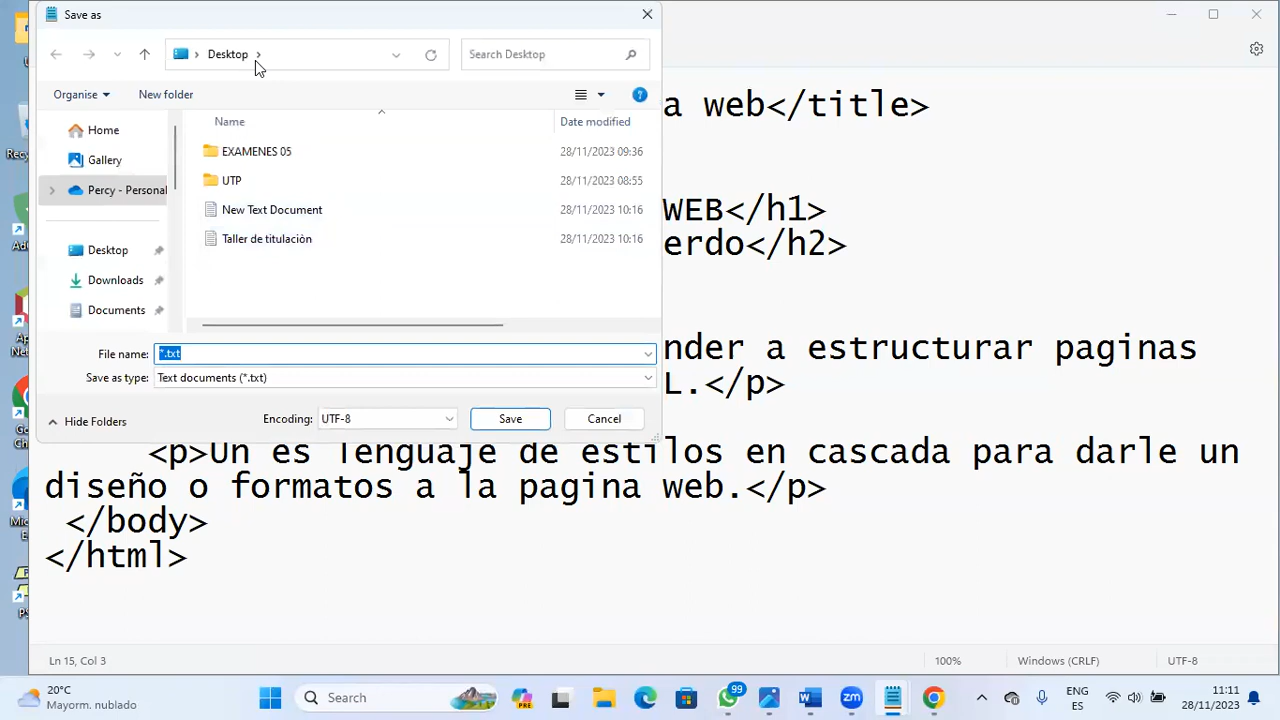 Save as
Desktop
Search Desktop
Organise
New folder
Name
Date modified
Home
Gallery
Percy - Personal
Desktop
Downloads
Documents
EXAMENES 05 28/11/2023 09:36
UTP 28/11/2023 08:55
New Text Document 28/11/2023 10:16
Taller de titulaciòn 28/11/2023 10:16
File name: *.txt
Save as type: Text documents (*.txt)
Hide Folders
Encoding: UTF-8
Save
Cancel
a web</title>
WEB</h1>
erdo</h2>
nder a estructurar paginas
L.</p>
<p>Un es lenguaje de estilos en cascada para darle un
diseño o formatos a la pagina web.</p>
</body>
</html>
Ln 15, Col 3
100%
Windows (CRLF)
UTF-8
20°C
Mayorm. nublado
Search
PRE
99
zm
ENG
ES
11:11
28/11/2023